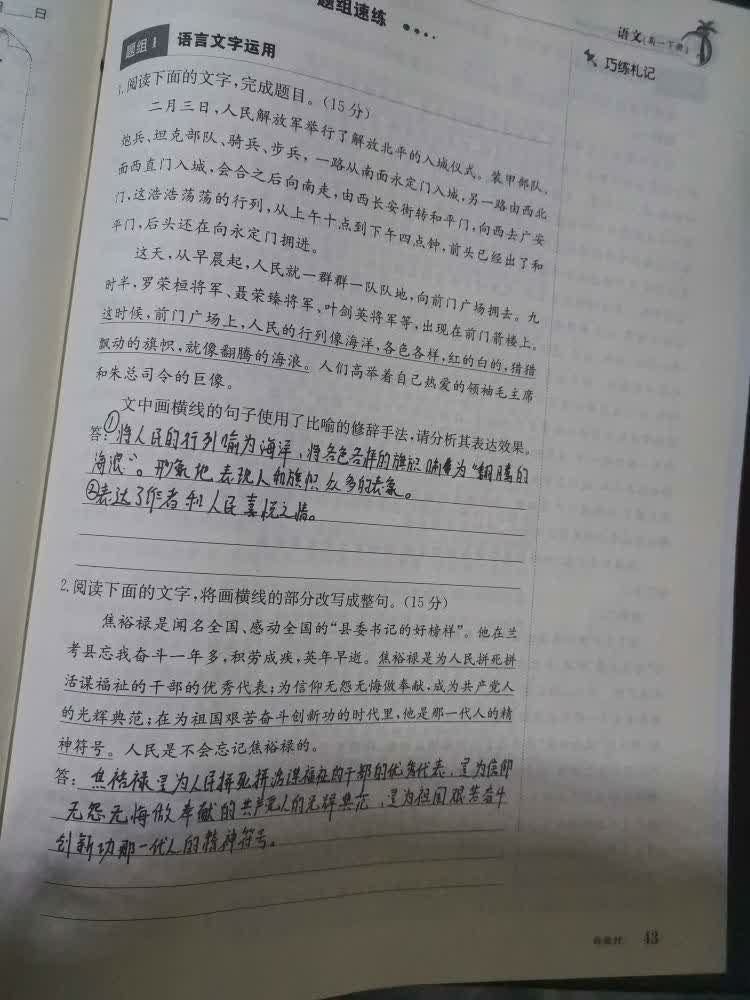 日
题组速练
语文(高一下册)
巧练札记
题组1 语言文字运用
1.阅读下面的文字,完成题目。(15分)
二月三日,人民解放军举行了解放北平的入城仪式。装甲部队、
炮兵、坦克部队、骑兵、步兵,一路从南面永定门入城,另一路由西北
面西直门入城,会合之后向南走,由西长安街转和平门,向西去广安
门,这浩浩荡荡的行列,从上午十点到下午四点钟,前头已经出了和
平门,后头还在向永定门拥进。
这天,从早晨起,人民就一群群一队队地,向前门广场拥去。九
时半,罗荣桓将军、聂荣臻将军、叶剑英将军等,出现在前门箭楼上。
这时候,前门广场上,人民的行列像海洋,各色各样,红的白的,猎猎
飘动的旗帜,就像翻腾的海浪。人们高举着自己热爱的领袖毛主席
和朱总司令的巨像。
文中画横线的句子使用了比喻的修辞手法,请分析其表达效果。
答:①将人民的行列喻为海洋,将各色各样的旗帜喻为“翻腾的
海浪”。形象地表现人和旗帜众多的表象。
②表达了作者和人民喜悦之情。
2.阅读下面的文字,将画横线的部分改写成整句。(15分)
焦裕禄是闻名全国、感动全国的“县委书记的好榜样”。他在兰
考县忘我奋斗一年多,积劳成疾,英年早逝。焦裕禄是为人民拼死拼
活谋福祉的干部的优秀代表;为信仰无怨无悔做奉献,成为共产党人
的光辉典范;在为祖国艰苦奋斗创新功的时代里,他是那一代人的精
神符号。人民是不会忘记焦裕禄的。
答:焦裕禄是为人民拼死拼活谋福祉的干部的优秀代表,是为信仰
无怨无悔做奉献的共产党人的光辉典范,是为祖国艰苦奋斗
创新功那一代人的精神符号。
43